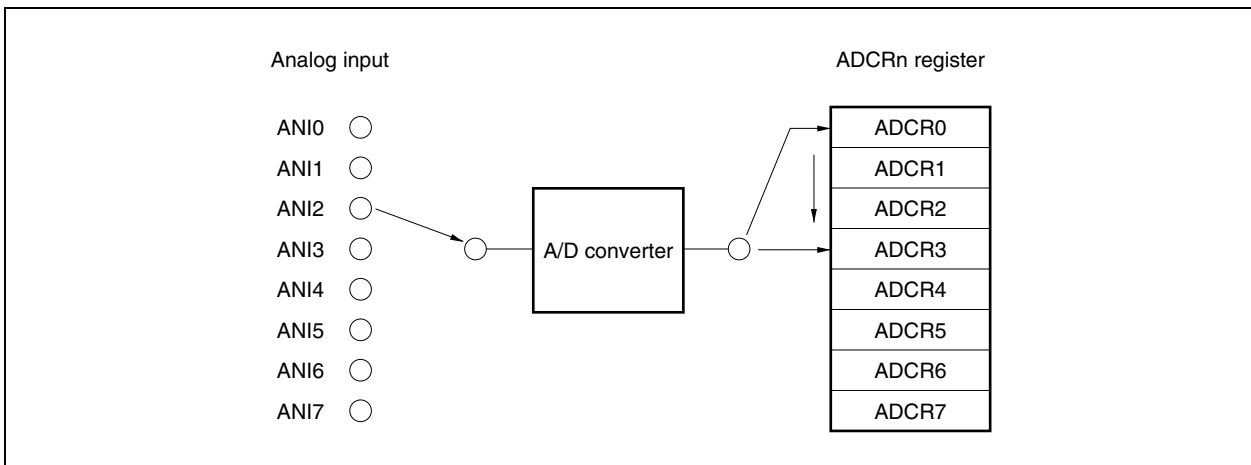 Analog input
ADCRn register
ANI0
ANI1
ANI2
ANI3
ANI4
ANI5
ANI6
ANI7
A/D converter
ADCR0
ADCR1
ADCR2
ADCR3
ADCR4
ADCR5
ADCR6
ADCR7